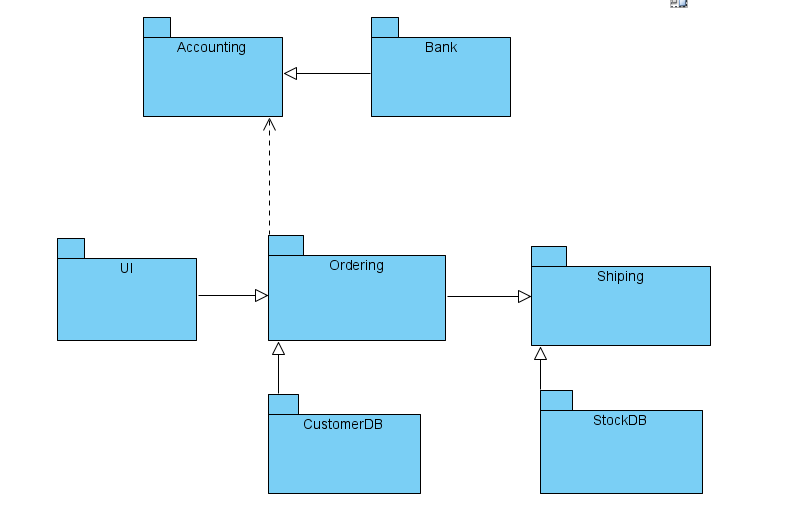 Accounting
Bank
UI
Ordering
Shiping
CustomerDB
StockDB